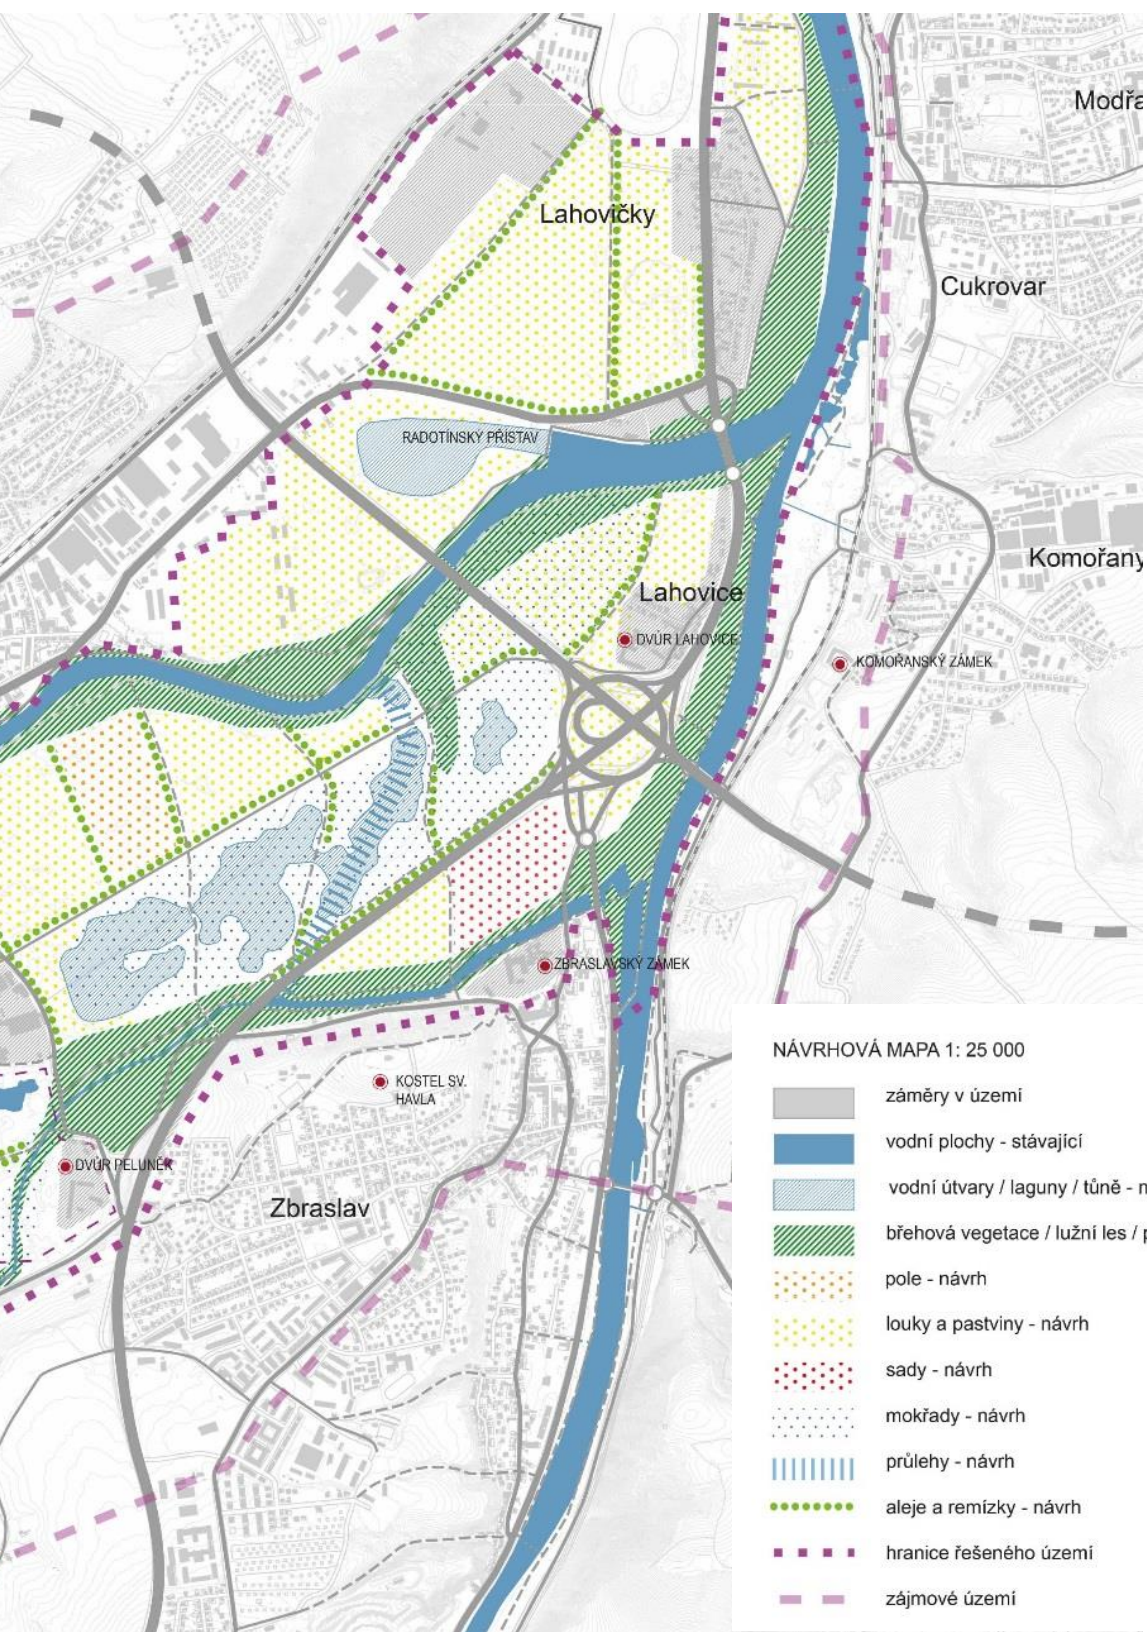 Modřa
Lahovičky
Cukrovar
RADOTÍNSKÝ PŘÍSTAV
Komořany
Lahovice
DVŮR LAHOVICE
KOMOŘANSKÝ ZÁMEK
ZBRASLAVSKÝ ZÁMEK
KOSTEL SV.
HAVLA
DVŮR PELUNĚK
Zbraslav
NÁVRHOVÁ MAPA 1: 25 000
záměry v území
vodní plochy - stávající
vodní útvary / laguny / tůně - n
břehová vegetace / lužní les / p
pole - návrh
louky a pastviny - návrh
sady - návrh
mokřady - návrh
průlehy - návrh
aleje a remízky - návrh
hranice řešeného území
zájmové území